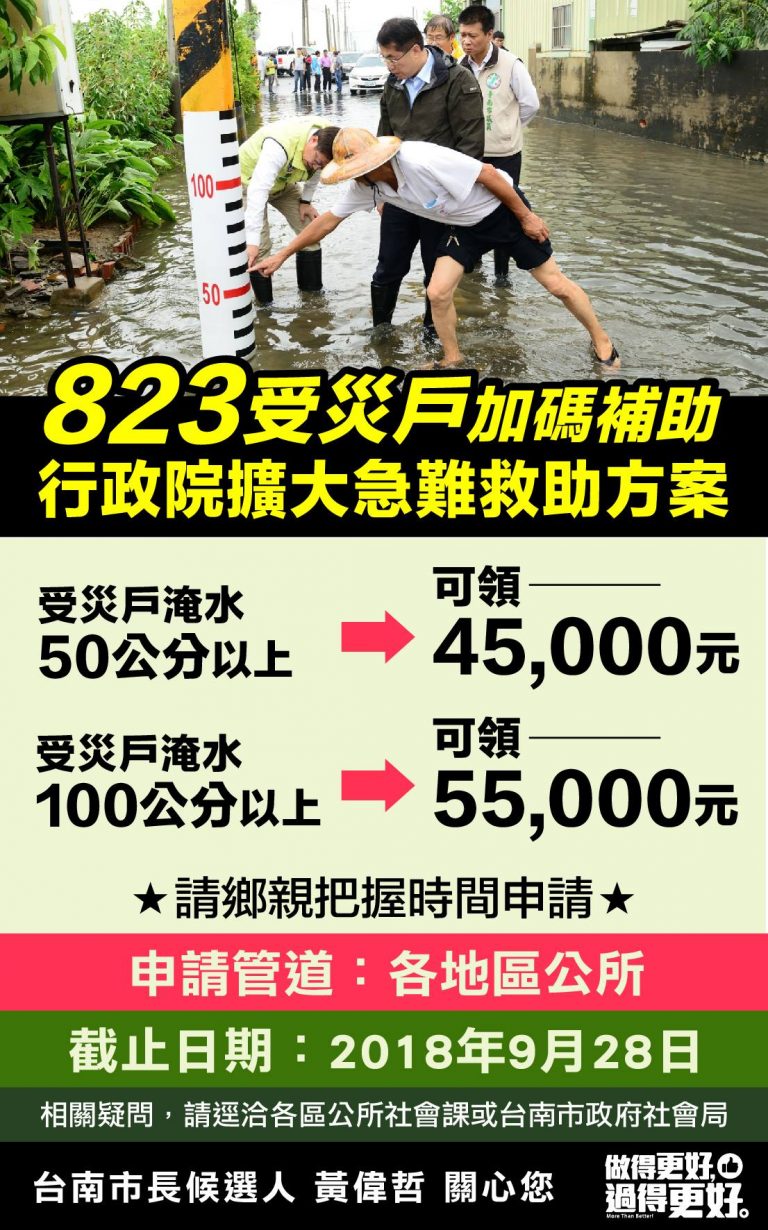 100
50
823受災戶加碼補助
行政院擴大急難救助方案
受災戶淹水
50公分以上
可領
45,000元
受災戶淹水
100公分以上
可領
55,000元
★請鄉親把握時間申請★
申請管道：各地區公所
截止日期：2018年9月28日
相關疑問，請逕洽各區公所社會課或台南市政府社會局
台南市長候選人 黃偉哲 關心您
做得更好,
過得更好。
More Than Better!